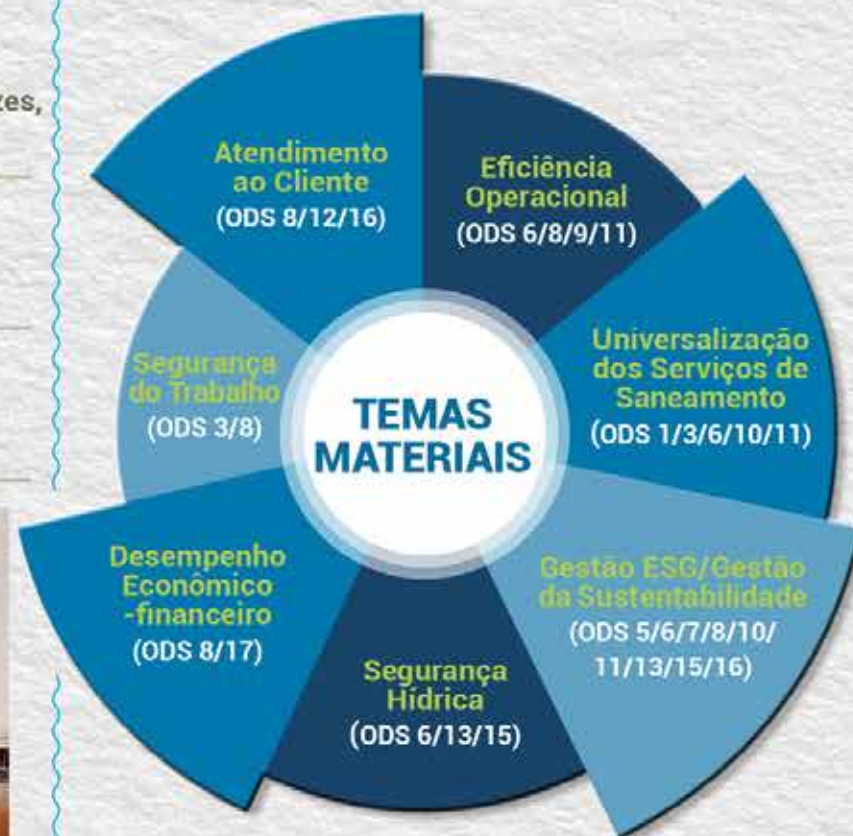 Atendimento
ao Cliente
(ODS 8/12/16)
Eficiência
Operacional
(ODS 6/8/9/11)
Universalização
dos Serviços de
Saneamento
(ODS 1/3/6/10/11)
Gestão ESG/Gestão
da Sustentabilidade
(ODS 5/6/7/8/10/
11/13/15/16)
Segurança
Hídrica
(ODS 6/13/15)
Desempenho
Econômico
-financeiro
(ODS 8/17)
Segurança
do Trabalho
(ODS 3/8)
TEMAS
MATERIAIS